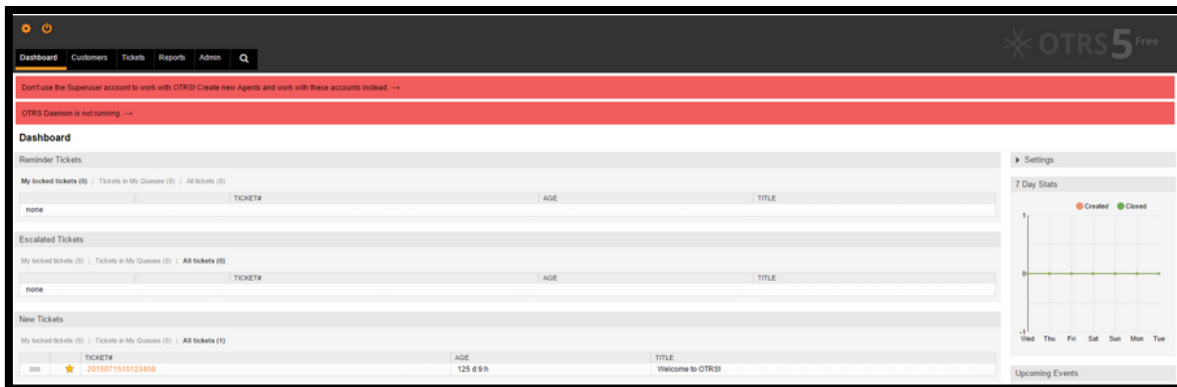 OTRS 5 Free
Dashboard Customers Tickets Reports Admin
Don't use the Superuser account to work with OTRS! Create new Agents and work with these accounts instead. →
OTRS Daemon is not running. →
Dashboard
Reminder Tickets
My locked tickets (0) | Tickets in My Queues (0) | All tickets (0)
TICKET# AGE TITLE
none
Escalated Tickets
My locked tickets (0) | Tickets in My Queues (0) | All tickets (0)
TICKET# AGE TITLE
none
New Tickets
My locked tickets (0) | Tickets in My Queues (0) | All tickets (1)
TICKET# AGE TITLE
2015071510123456 125 d 9 h Welcome to OTRS!
Settings
7 Day Stats
Created Closed
1
0
-1
Wed Thu Fri Sat Sun Mon Tue
Upcoming Events